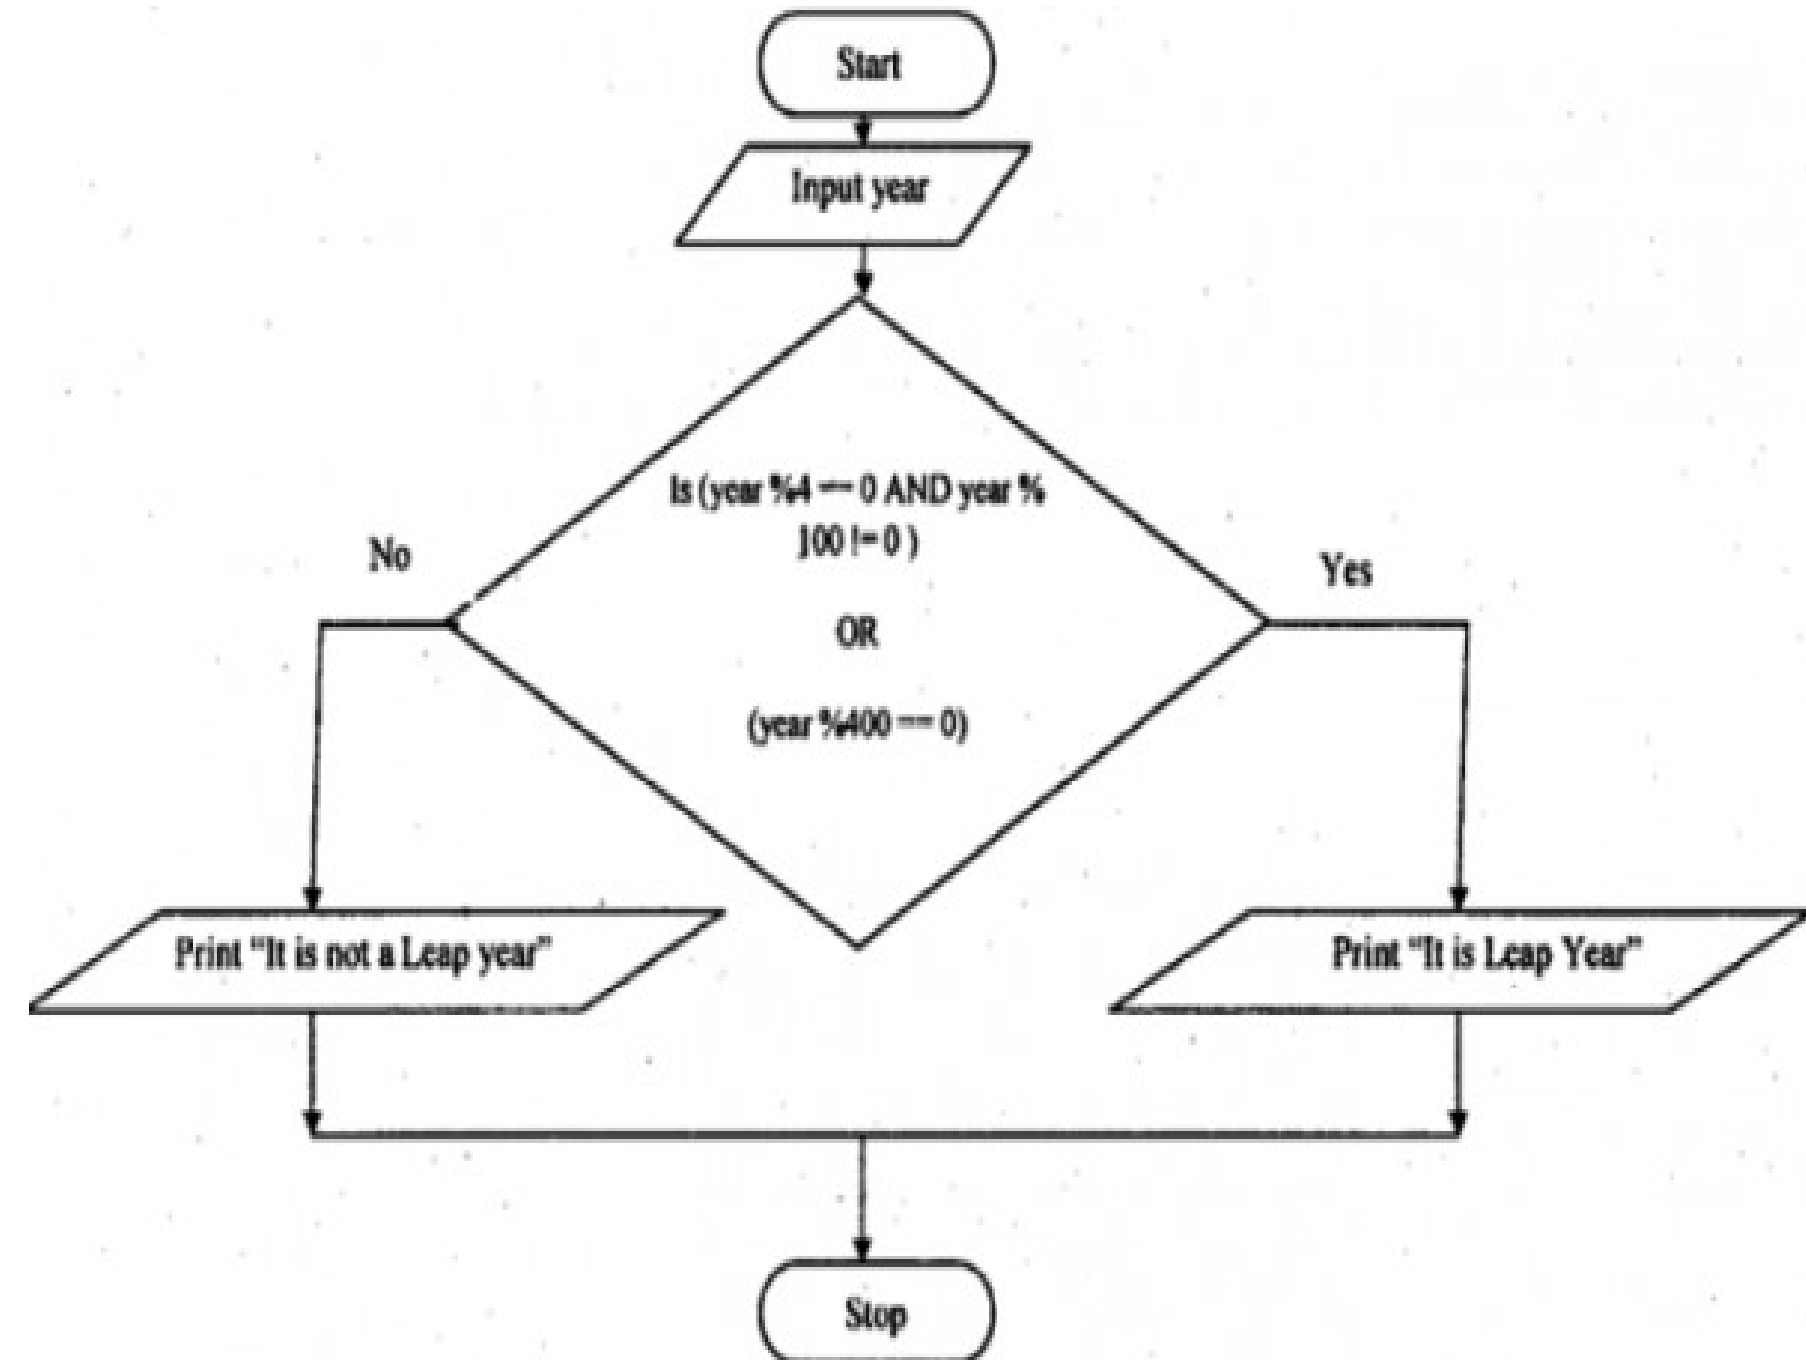 Start
Input year
Is (year %4 == 0 AND year %
100 != 0 )
No
Yes
OR
(year %400 == 0)
Print “It is not a Leap year”
Print “It is Leap Year”
Stop